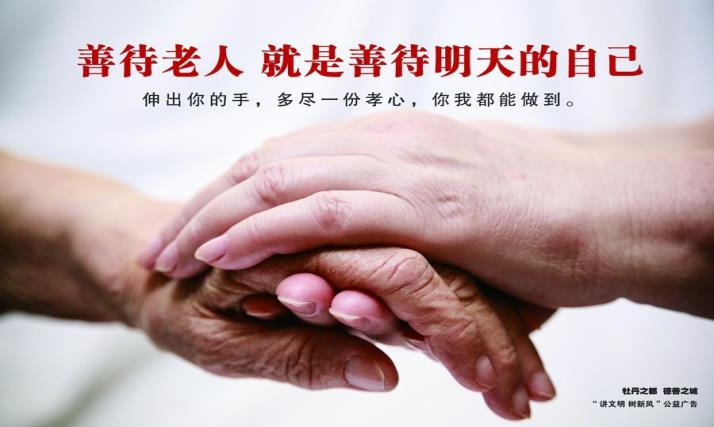 善待老人 就是善待明天的自己
伸出你的手，多尽一份孝心，你我都能做到。
牡丹之都 德善之城
“讲文明 树新风”公益广告